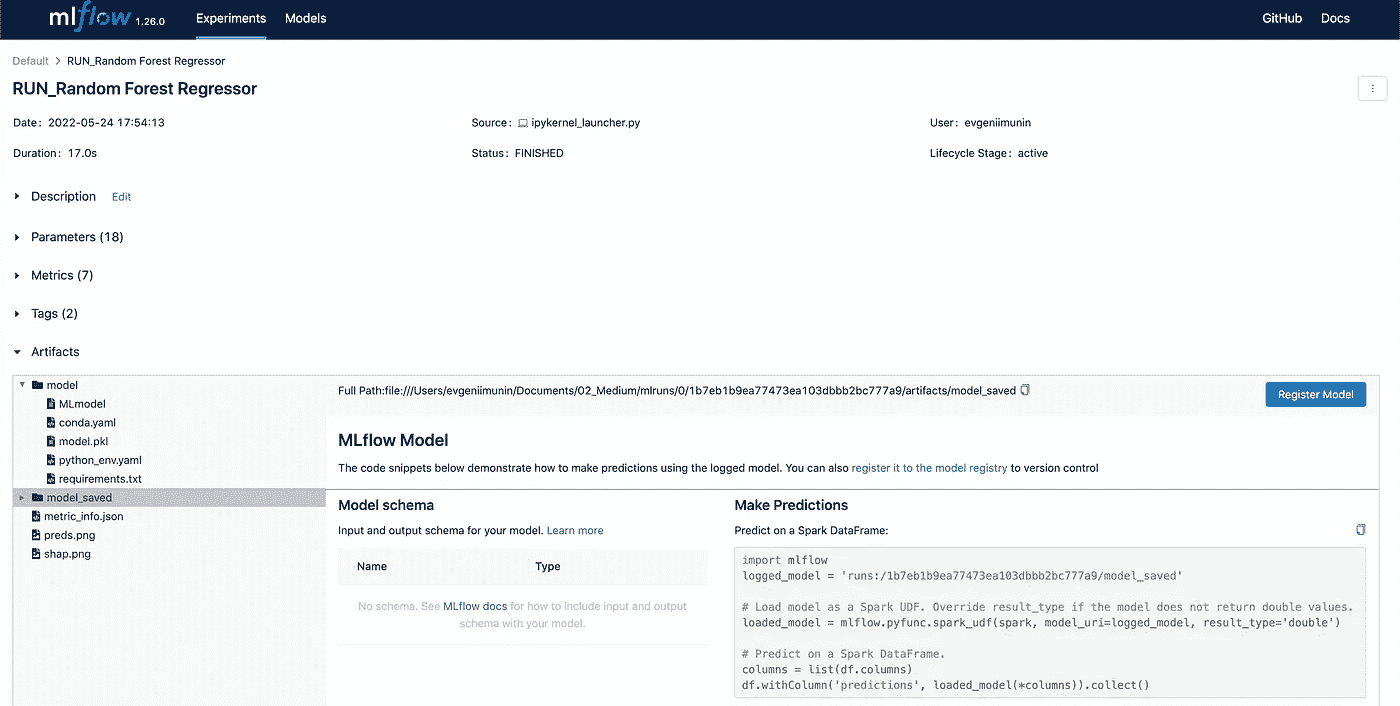 mlflow 1.26.0 Experiments Models GitHub Docs
Default > RUN_Random Forest Regressor
RUN_Random Forest Regressor
Date: 2022-05-24 17:54:13 Source: ipykernel_launcher.py User: evgeniimunin
Duration: 17.0s Status: FINISHED Lifecycle Stage: active
Description Edit
Parameters (18)
Metrics (7)
Tags (2)
Artifacts
model
MLmodel
conda.yaml
model.pkl
python_env.yaml
requirements.txt
model_saved
metric_info.json
preds.png
shap.png
Full Path:file:///Users/evgeniimunin/Documents/02_Medium/mlruns/0/1b7eb1b9ea77473ea103dbbb2bc777a9/artifacts/model_saved
Register Model
MLflow Model
The code snippets below demonstrate how to make predictions using the logged model. You can also register it to the model registry to version control
Model schema
Input and output schema for your model. Learn more
Name Type
No schema. See MLflow docs for how to include input and output
schema with your model.
Make Predictions
Predict on a Spark DataFrame:
import mlflow
logged_model = 'runs:/1b7eb1b9ea77473ea103dbbb2bc777a9/model_saved'
# Load model as a Spark UDF. Override result_type if the model does not return double values.
loaded_model = mlflow.pyfunc.spark_udf(spark, model_uri=logged_model, result_type='double')
# Predict on a Spark DataFrame.
columns = list(df.columns)
df.withColumn('predictions', loaded_model(*columns)).collect()